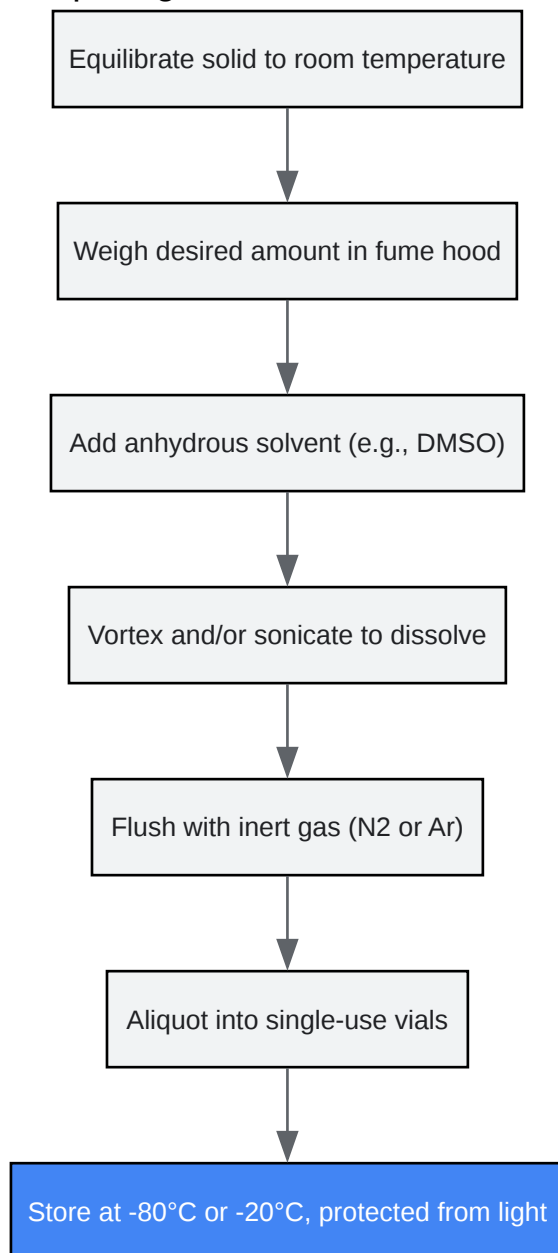 Equilibrate solid to room temperature
Weigh desired amount in fume hood
Add anhydrous solvent (e.g., DMSO)
Vortex and/or sonicate to dissolve
Flush with inert gas (N2 or Ar)
Aliquot into single-use vials
Store at -80°C or -20°C, protected from light